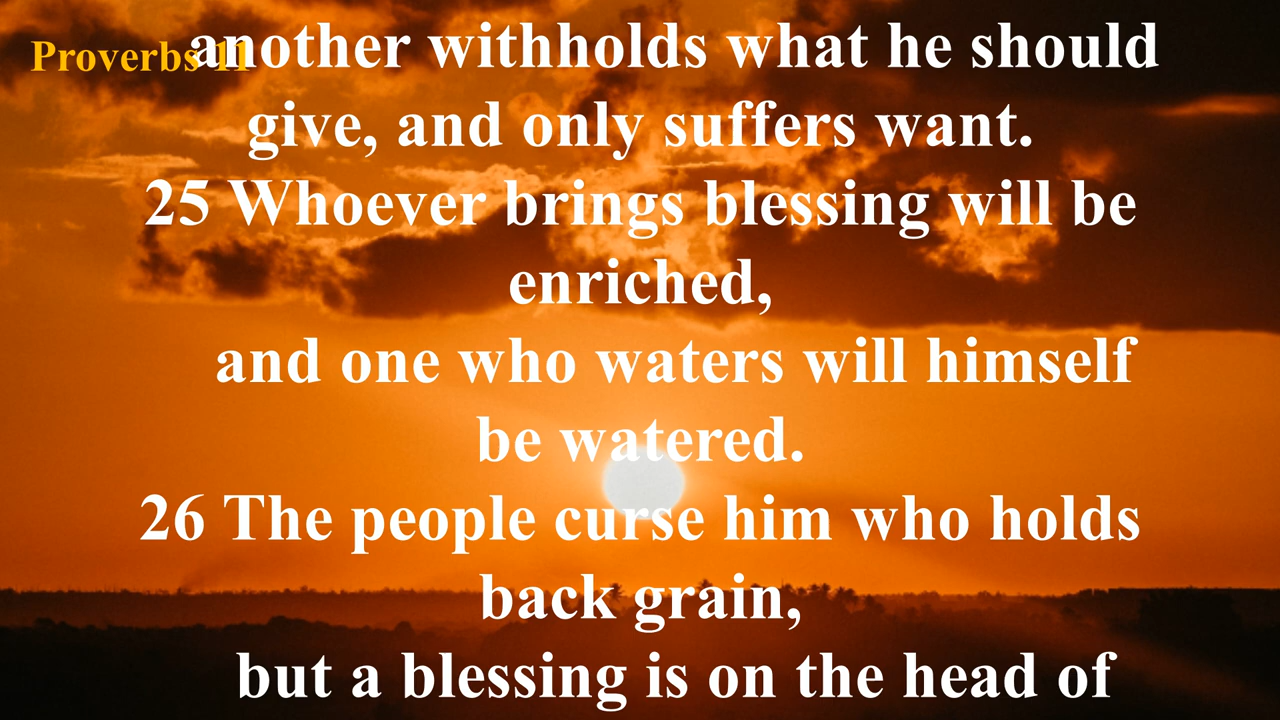 Proverbs 11
another withholds what he should
give, and only suffers want.
25 Whoever brings blessing will be
enriched,
and one who waters will himself
be watered.
26 The people curse him who holds
back grain,
but a blessing is on the head of